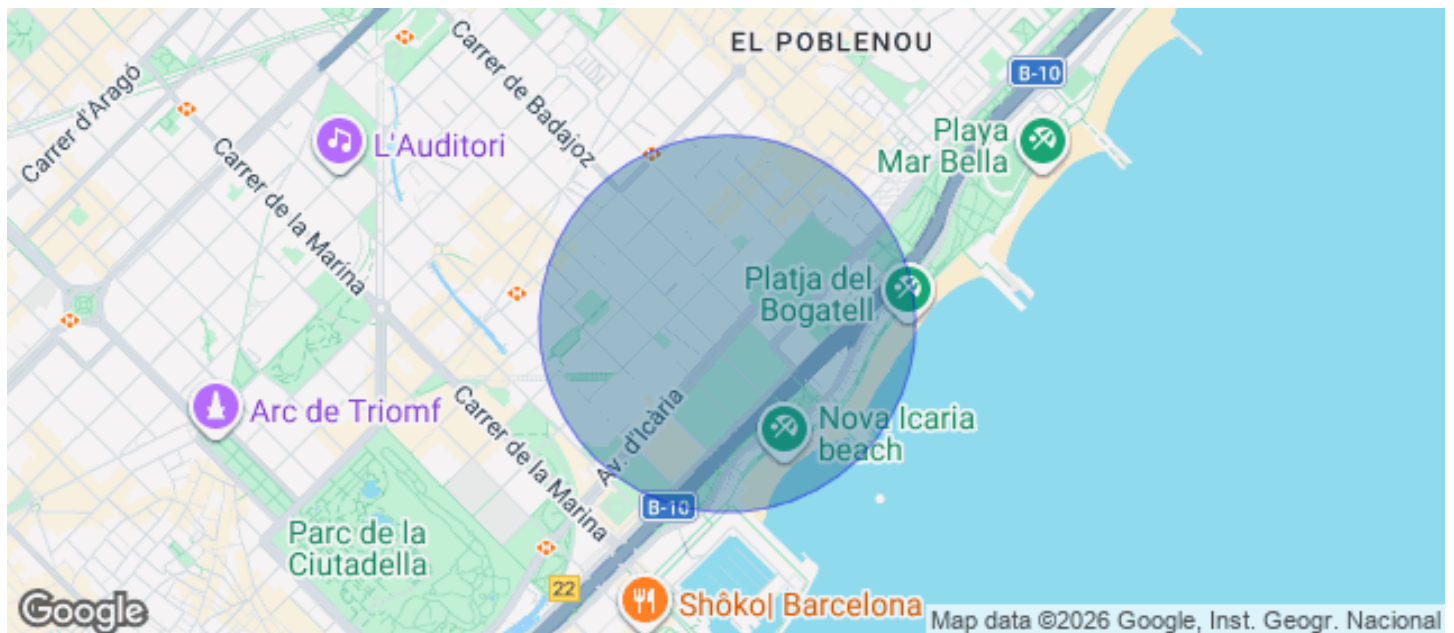 EL POBLENOU
B-10
Carrer de Badajoz
Carrer d'Aragó
L'Auditori
Playa
Mar Bella
Carrer de la Marina
Platja del
Bogatell
Arc de Triomf
Av. d'Icària
Nova Icaria
beach
Carrer de la Marina
B-10
Parc de la
Ciutadella
22
Shôko| Barcelona
Google
Map data ©2026 Google, Inst. Geogr. Nacional